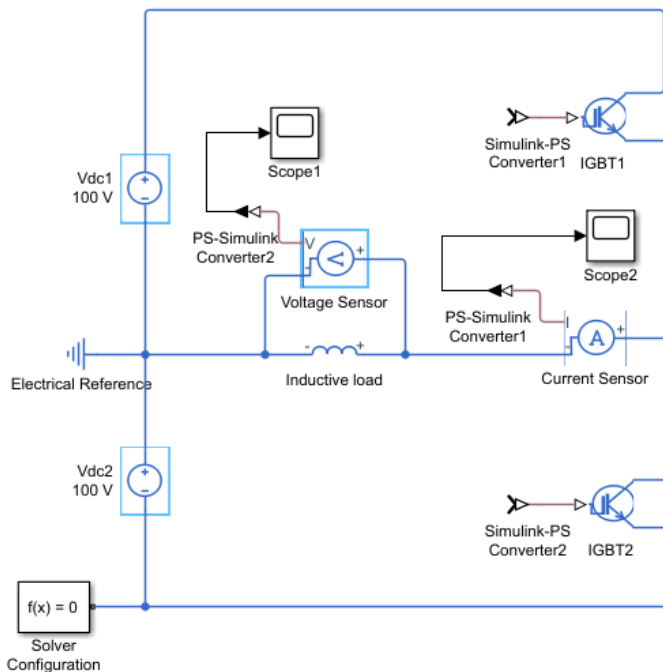 Vdc1
100 V
Scope1
Simulink-PS
Converter1
IGBT1
PS-Simulink
Converter2
V
-
+
V
Voltage Sensor
Scope2
PS-Simulink
Converter1
I
-
+
A
Current Sensor
Electrical Reference
-
+
Inductive load
Vdc2
100 V
Simulink-PS
Converter2
IGBT2
f(x) = 0
Solver
Configuration